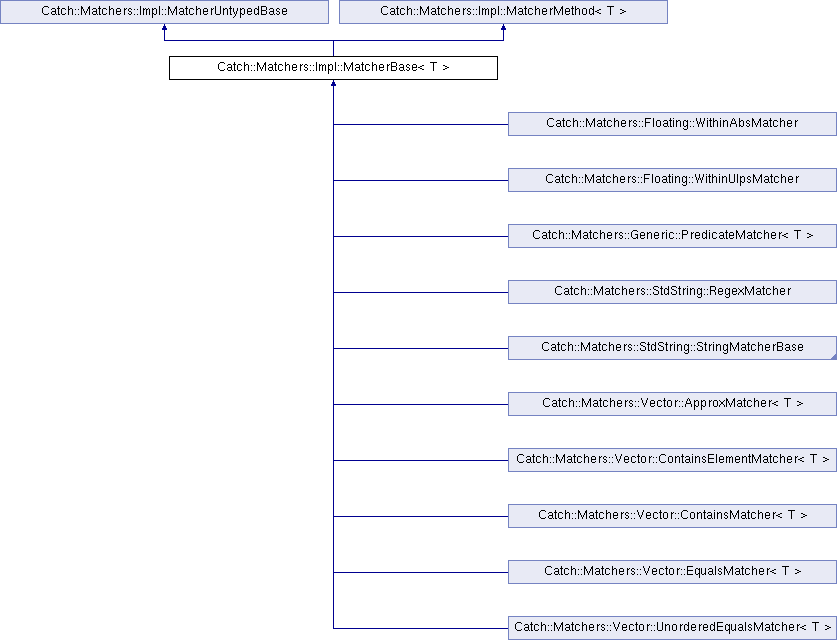 Catch::Matchers::Impl::MatcherUntypedBase
Catch::Matchers::Impl::MatcherMethod< T >
Catch::Matchers::Impl::MatcherBase< T >
Catch::Matchers::Floating::WithinAbsMatcher
Catch::Matchers::Floating::WithinUlpsMatcher
Catch::Matchers::Generic::PredicateMatcher< T >
Catch::Matchers::StdString::RegexMatcher
Catch::Matchers::StdString::StringMatcherBase
Catch::Matchers::Vector::ApproxMatcher< T >
Catch::Matchers::Vector::ContainsElementMatcher< T >
Catch::Matchers::Vector::ContainsMatcher< T >
Catch::Matchers::Vector::EqualsMatcher< T >
Catch::Matchers::Vector::UnorderedEqualsMatcher< T >